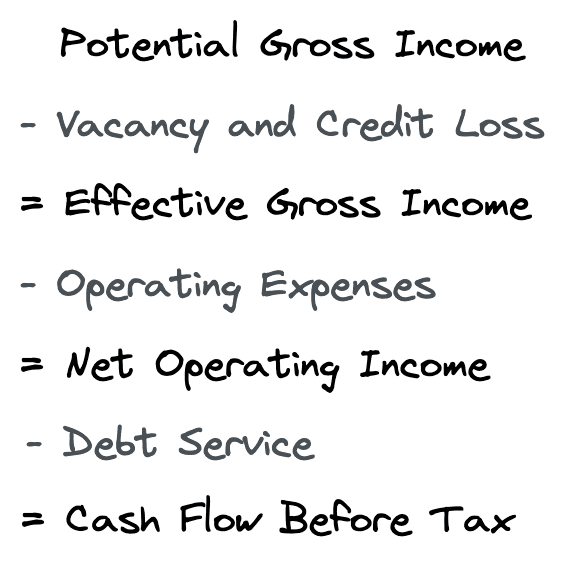 Potential Gross Income
- Vacancy and Credit Loss
= Effective Gross Income
- Operating Expenses
= Net Operating Income
- Debt Service
= Cash Flow Before Tax